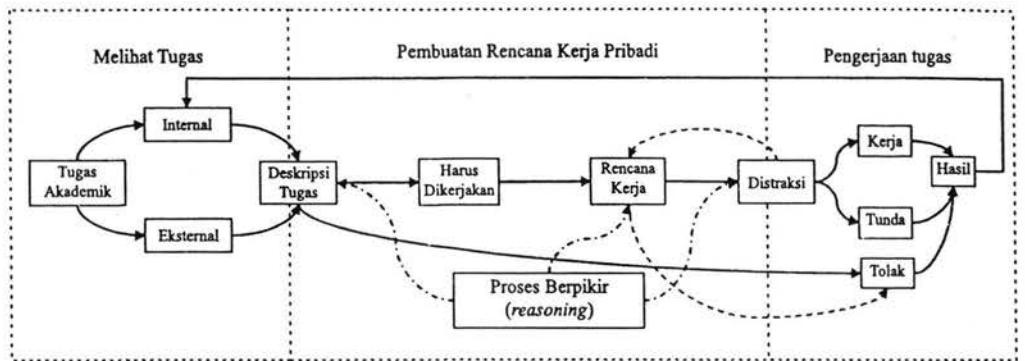 Melihat Tugas
Pembuatan Rencana Kerja Pribadi
Pengerjaan tugas
Internal
Tugas
Akademik
Eksternal
Deskripsi
Tugas
Harus
Dikerjakan
Rencana
Kerja
Distraksi
Kerja
Hasil
Tunda
Tolak
Proses Berpikir
(reasoning)